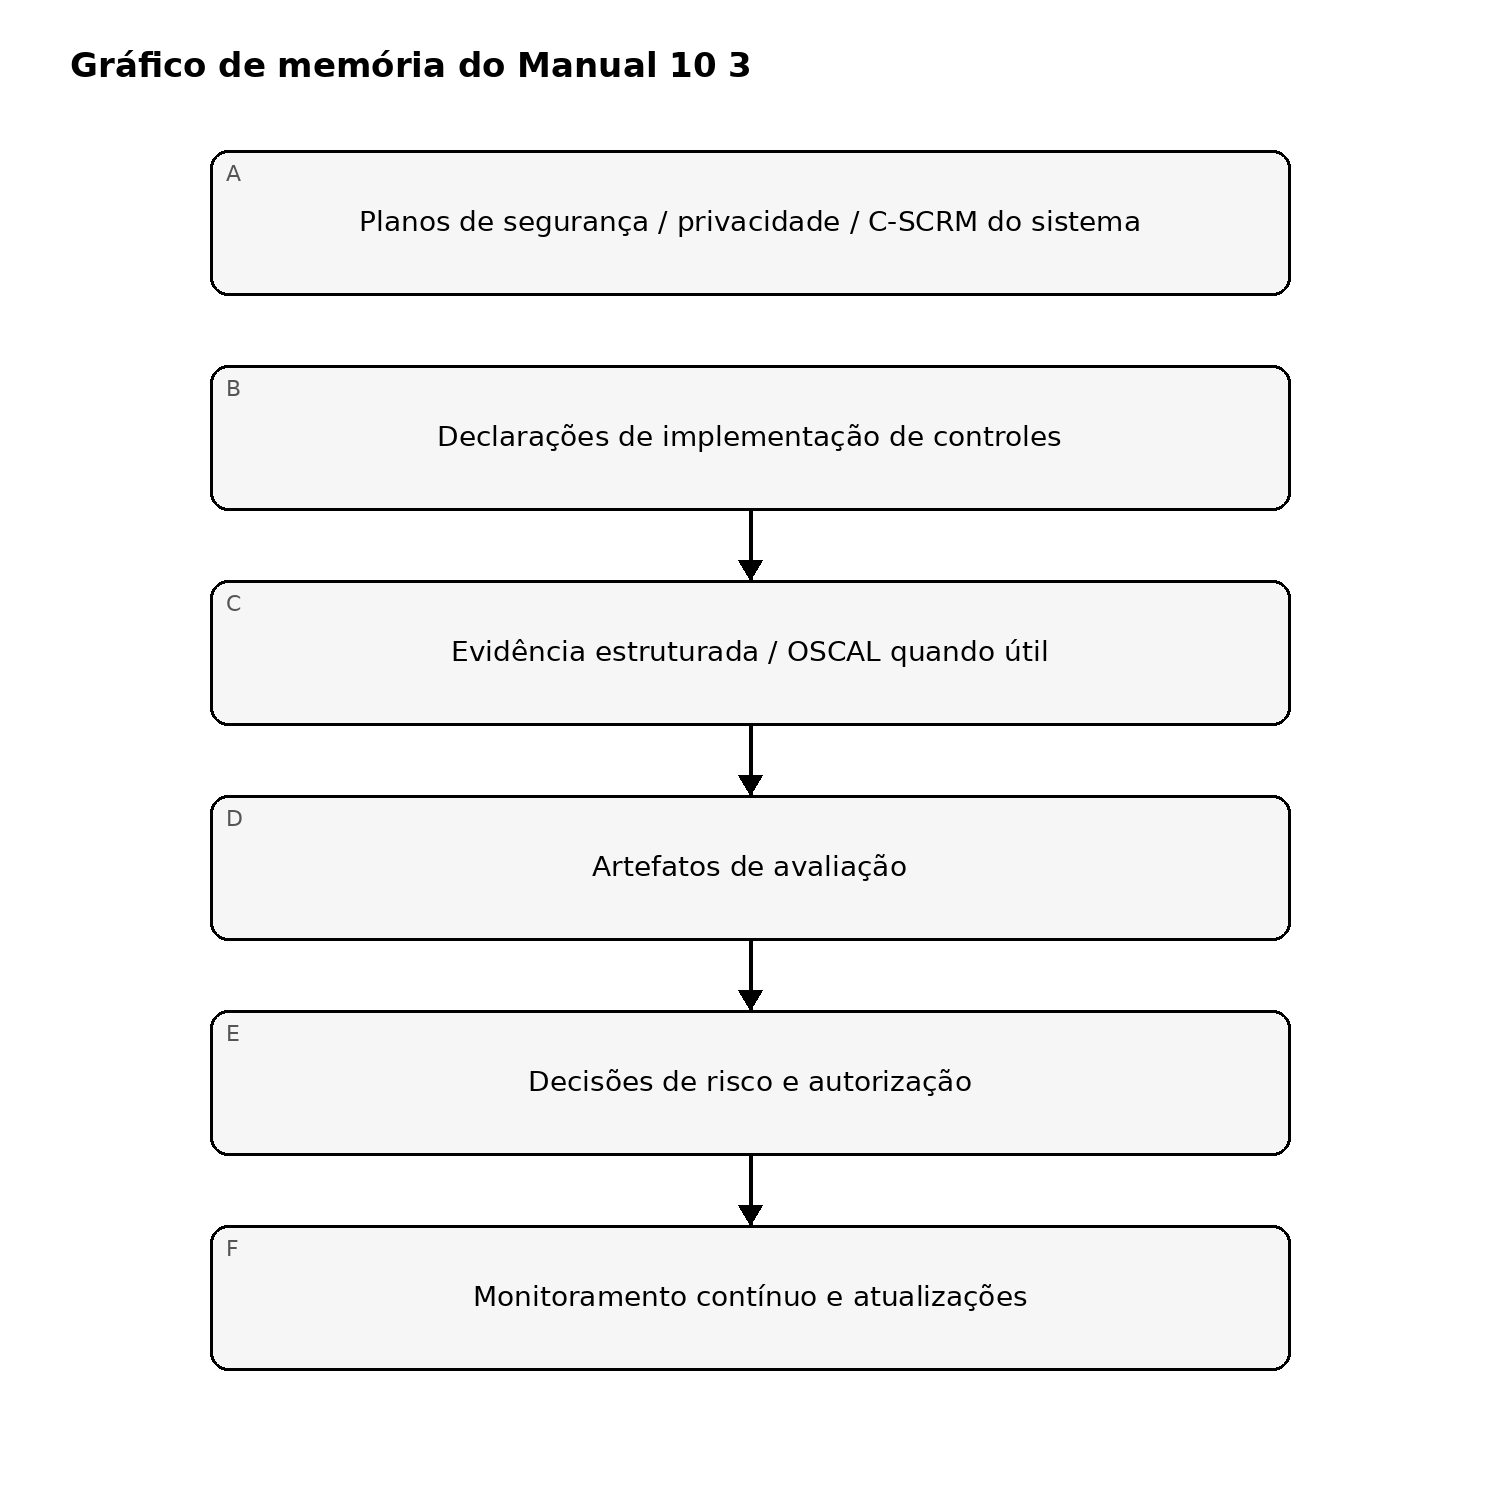 Gráfico de memória do Manual 10 3
A
Planos de segurança / privacidade / C-SCRM do sistema
B
Declarações de implementação de controles
C
Evidência estruturada / OSCAL quando útil
D
Artefatos de avaliação
E
Decisões de risco e autorização
F
Monitoramento contínuo e atualizações